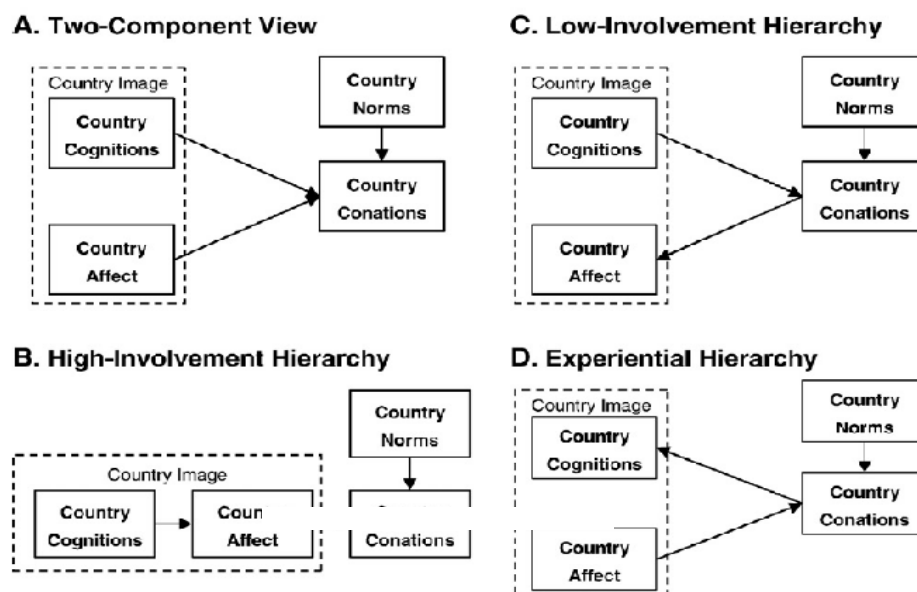 A. Two-Component View
Country Image
Country
Cognitions
Country
Affect
Country
Norms
Country
Conations
B. High-Involvement Hierarchy
Country Image
Country
Cognitions
Affect
Country
Norms
Conations
C. Low-Involvement Hierarchy
Country Image
Country
Cognitions
Country
Affect
Country
Norms
Country
Conations
D. Experiential Hierarchy
Country Image
Country
Cognitions
Country
Affect
Country
Norms
Country
Conations